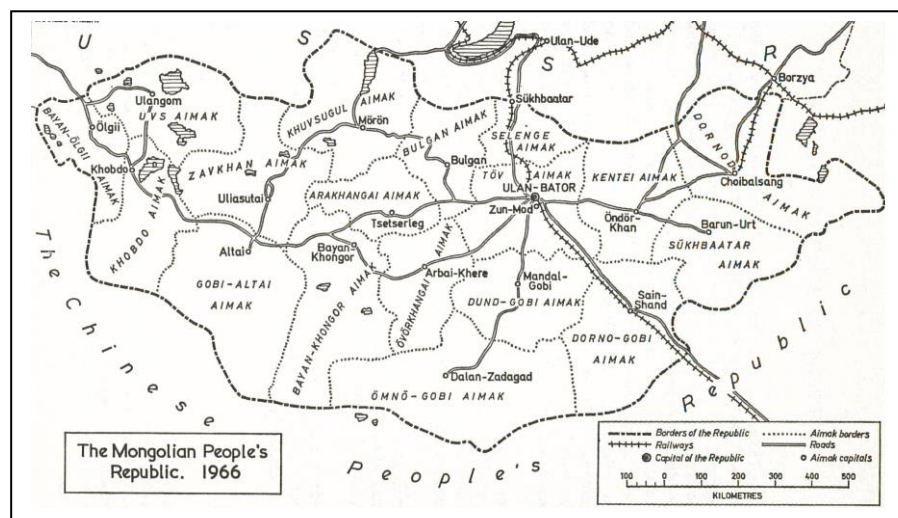 U S S R
Ulan-Ude
Borzya
Ulangom
UVS AIMAK
BAYAN-ÖLGII AIMAK
Ölgii
KHUVSUGUL AIMAK
Mörön
Sükhbaatar
SELENGE AIMAK
BULGAN AIMAK
Bulgan
DORNOD AIMAK
Choibalsang
Khobdo
KHOBDO AIMAK
ZAVKHAN AIMAK
Uliasutai
ARAKHANGAI AIMAK
Tsetserleg
TÖV AIMAK
ULAN-BATOR
Zun-Mod
KENTEI AIMAK
Öndör-
Khan
Barun-Urt
SÜKHBAATAR
AIMAK
Altai
GOBI-ALTAI
AIMAK
Bayan-
Khongor
BAYAN-KHONGOR AIMAK
Arbai-Khere
ÖVÖRKHANGAI AIMAK
Mandal-
Gobi
DUND-GOBI AIMAK
Sain-
Shand
DORNO-GOBI
AIMAK
Dalan-Zadagad
ÖMNÖ-GOBI AIMAK
The Chinese People's Republic
The Mongolian People's
Republic. 1966
Borders of the Republic
Aimak borders
Railways
Roads
Capital of the Republic
Aimak capitals
100 0 100 200 300 400 500
KILOMETRES